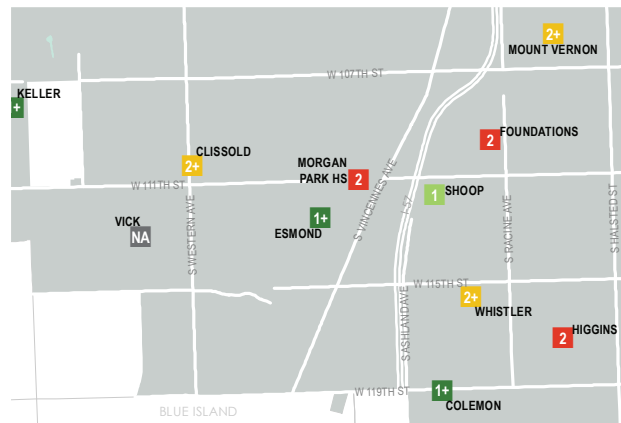 2+
MOUNT VERNON
W 107TH ST
KELLER
+
FOUNDATIONS
2
CLISSOLD
2+
MORGAN
PARK HS
2
W 111TH ST
SHOOP
1
I-57
S VINCENNES AVE
S WESTERN AVE
S RACINE AVE
S HALSTED ST
1+
ESMOND
VICK
NA
W 115TH ST
2+
WHISTLER
S ASHLAND AVE
HIGGINS
2
W 119TH ST
1+
COLEMON
BLUE ISLAND